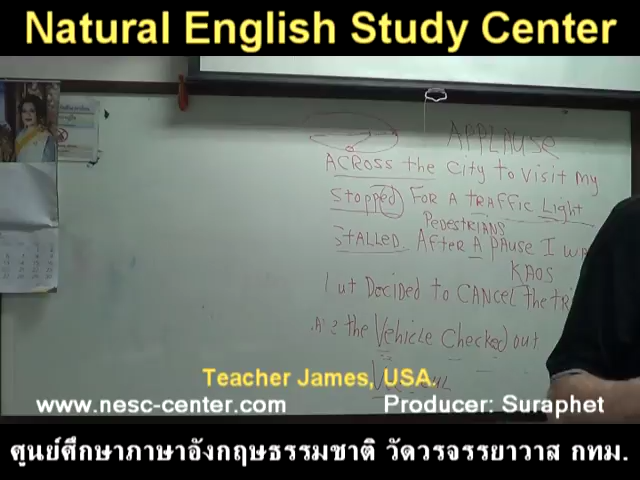 Natural English Study Center
APPLAUSE
ACROSS the city to visit my
Stopped FOR A TRAFFIC Light
PEDESTRIANS
STALLED AFTER A PAUSE I WA
KAOS
ut DECIDED to CANCEL the TRI
the Vehicle Checked out
Teacher James, USA.
www.nesc-center.com
Producer: Suraphet
ศูนย์ศึกษาภาษาอังกฤษธรรมชาติ วัดวรจรรยาวาส กทม.